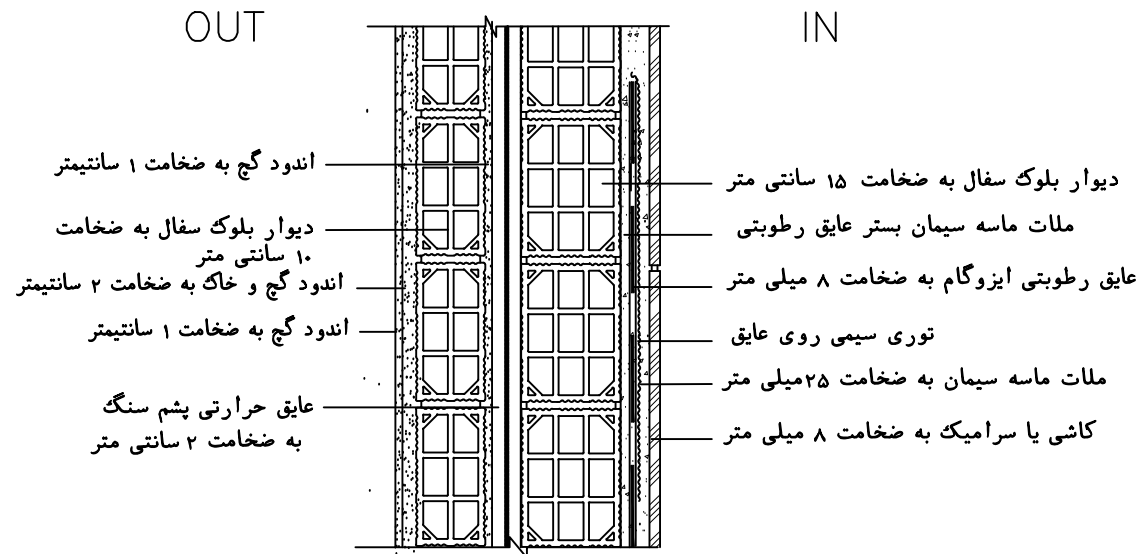 OUT
IN
اندود گچ به ضخامت ۱ سانتیمتر
دیوار بلوک سفال به ضخامت
۱۰ سانتی متر
اندود گچ و خاک به ضخامت ۲ سانتیمتر
اندود گچ به ضخامت ۱ سانتیمتر
عایق حرارتی پشم سنگ
به ضخامت ۲ سانتی متر
دیوار بلوک سفال به ضخامت ۱۵ سانتی متر
ملات ماسه سیمان بستر عایق رطوبتی
عایق رطوبتی ایزوگام به ضخامت ۸ میلی متر
توری سیمی روی عایق
ملات ماسه سیمان به ضخامت ۲۵میلی متر
کاشی یا سرامیک به ضخامت ۸ میلی متر